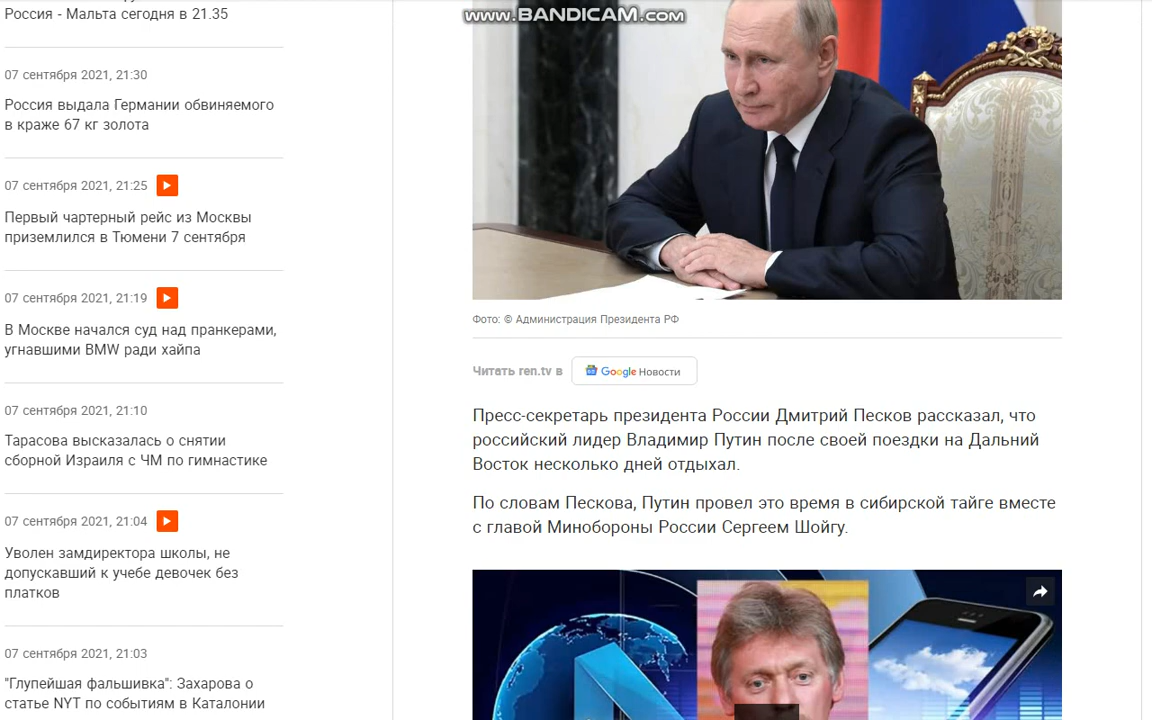 Россия - Мальта сегодня в 21.35
07 сентября 2021, 21:30
Россия выдала Германии обвиняемого
в краже 67 кг золота
07 сентября 2021, 21:25
Первый чартерный рейс из Москвы
приземлился в Тюмени 7 сентября
07 сентября 2021, 21:19
В Москве начался суд над пранкерами,
угнавшими BMW ради хайпа
07 сентября 2021, 21:10
Тарасова высказалась о снятии
сборной Израиля с ЧМ по гимнастике
07 сентября 2021, 21:04
Уволен замдиректора школы, не
допускавший к учебе девочек без
платков
07 сентября 2021, 21:03
"Глупейшая фальшивка": Захарова о
статье NYT по событиям в Каталонии
www.BANDICAM.com
Фото: © Администрация Президента РФ
Читать ren.tv в Google Новости
Пресс-секретарь президента России Дмитрий Песков рассказал, что
российский лидер Владимир Путин после своей поездки на Дальний
Восток несколько дней отдыхал.
По словам Пескова, Путин провел это время в сибирской тайге вместе
с главой Минобороны России Сергеем Шойгу.